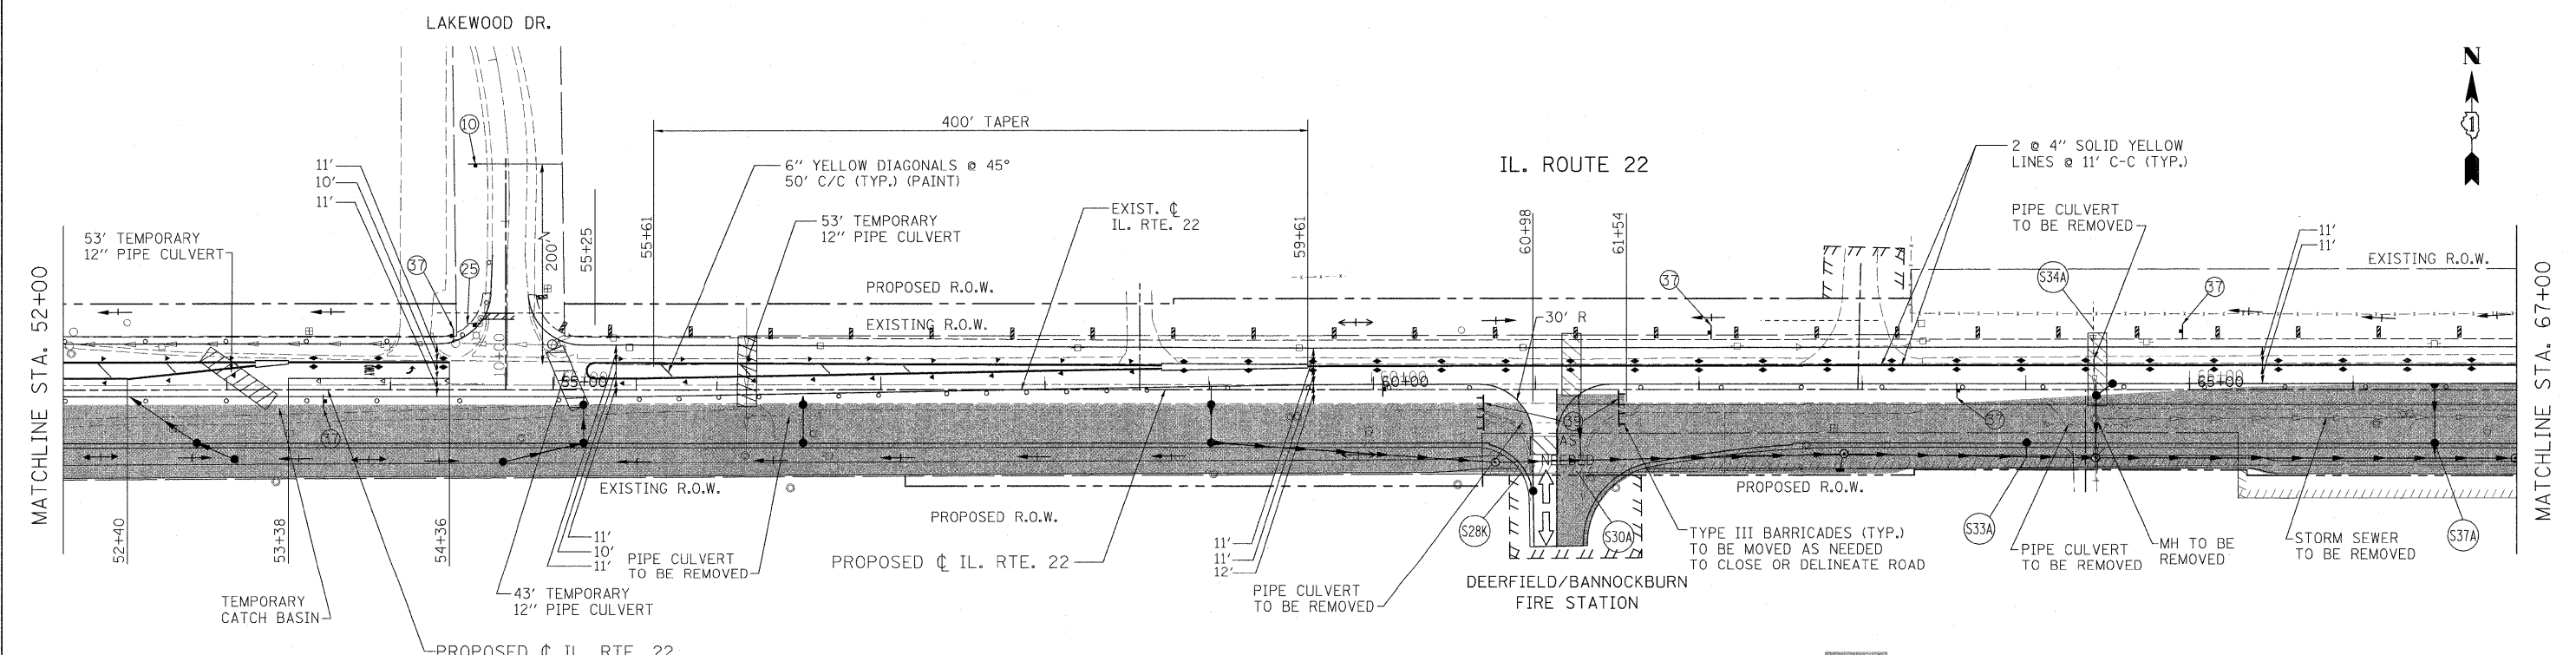 LAKEWOOD DR.
10
400' TAPER
6" YELLOW DIAGONALS @ 45°
50' C/C (TYP.) (PAINT)
IL. ROUTE 22
2 @ 4" SOLID YELLOW
LINES @ 11' C-C (TYP.)
N
1
11'
10'
11'
53' TEMPORARY
12" PIPE CULVERT
37
25
200'
55+25
55+61
53' TEMPORARY
12" PIPE CULVERT
EXIST. ℄
IL. RTE. 22
59+61
60+98
61+54
PIPE CULVERT
TO BE REMOVED
11'
11'
EXISTING R.O.W.
PROPOSED R.O.W.
EXISTING R.O.W.
30' R
37
S34A
37
MATCHLINE STA. 52+00
MATCHLINE STA. 67+00
10+00
55+00
60+00
65+00
37
39
37
EXISTING R.O.W.
PROPOSED R.O.W.
PROPOSED R.O.W.
52+40
53+38
54+36
11'
10'
11'
PIPE CULVERT
TO BE REMOVED
PROPOSED ℄ IL. RTE. 22
11'
11'
12'
S28K
S30A
TYPE III BARRICADES (TYP.)
TO BE MOVED AS NEEDED
TO CLOSE OR DELINEATE ROAD
S33A
PIPE CULVERT
TO BE REMOVED
MH TO BE
REMOVED
STORM SEWER
TO BE REMOVED
S37A
TEMPORARY
CATCH BASIN
43' TEMPORARY
12" PIPE CULVERT
PIPE CULVERT
TO BE REMOVED
DEERFIELD/BANNOCKBURN
FIRE STATION
PROPOSED ℄ IL. RTE. 22